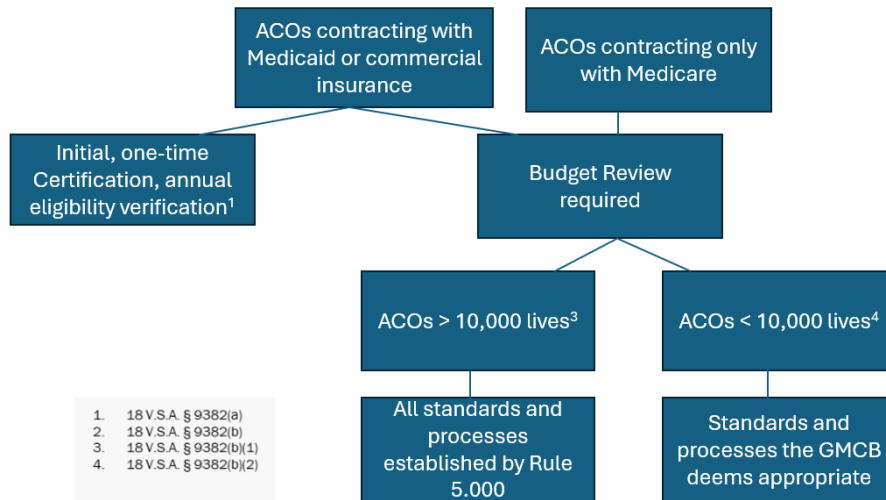 ACOs contracting with
Medicaid or commercial
insurance
ACOs contracting only
with Medicare
Initial, one-time
Certification, annual
eligibility verification¹
Budget Review
required
ACOs > 10,000 lives³
ACOs < 10,000 lives⁴
All standards and
processes
established by Rule
5.000
Standards and
processes the GMCB
deems appropriate
1. 18 V.S.A. § 9382(a)
2. 18 V.S.A. § 9382(b)
3. 18 V.S.A. § 9382(b)(1)
4. 18 V.S.A. § 9382(b)(2)